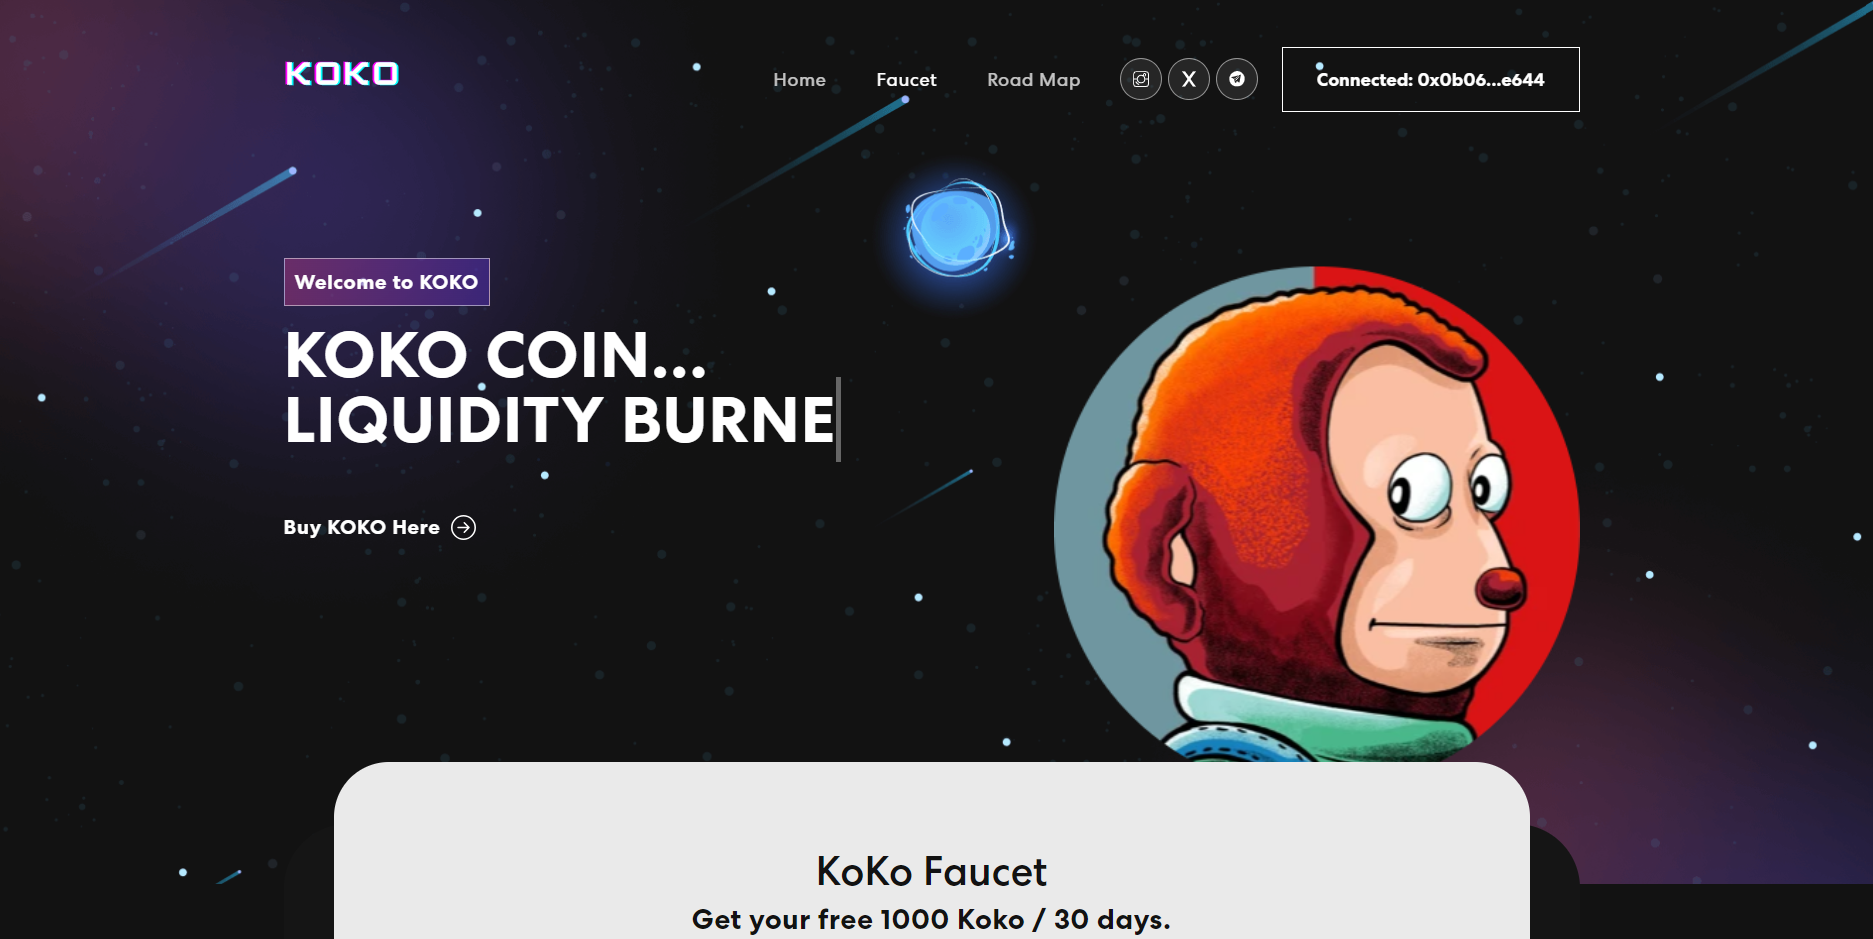 KOKO
Home
Faucet
Road Map
Connected: 0x0b06...e644
Welcome to KOKO
KOKO COIN...
LIQUIDITY BURNE
Buy KOKO Here
KoKo Faucet
Get your free 1000 Koko / 30 days.